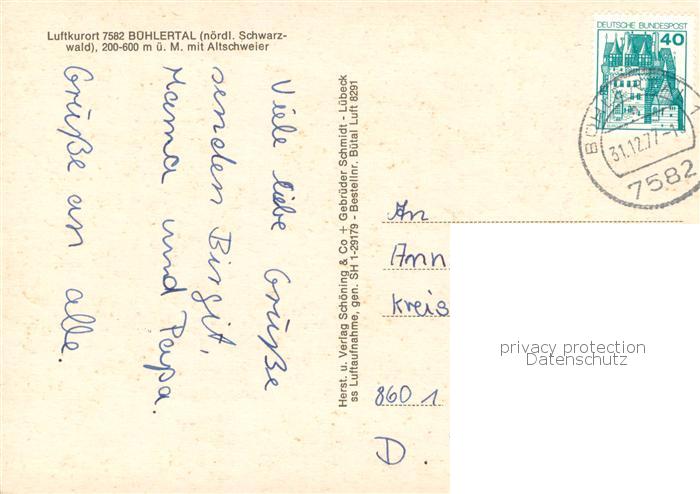 Luftkurort 7582 BÜHLERTAL (nördl. Schwarz-
wald), 200-600 m ü. M. mit Altschweier
Viele liebe Grüße
senden Birgit,
Mama und Papa.
Grüße an alle.
Herst. u. Verlag Schöning & Co + Gebrüder Schmidt - Lübeck
ss Luftaufnahme, gen. SH 1-29179 - Bestellnr. Bütal Luft 8291
DEUTSCHE BUNDESPOST
40
31.12.77
7582
An
Ann
Kreis
8601
privacy protection
Datenschutz